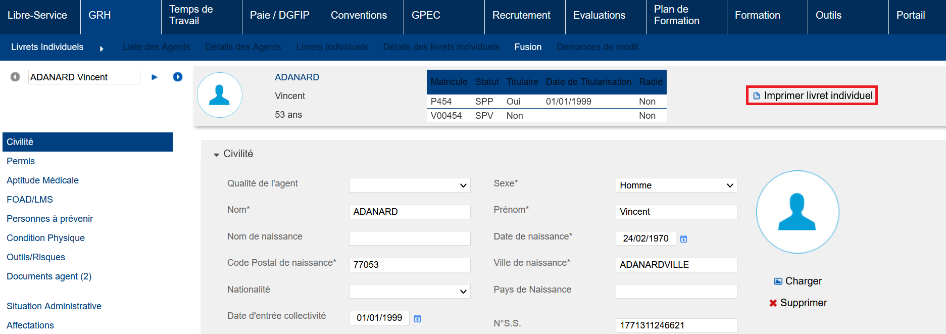 Libre-Service GRH Temps de Travail Paie / DGFIP Conventions GPEC Recrutement Evaluations Plan de Formation Formation Outils Portail
Livrets Individuels Liste des Agents Détails des Agents Livrets individuels Détails des livrets individuels Fusion Demandes de modif.
ADANARD Vincent
ADANARD
Vincent
53 ans
Matricule Statut Titulaire Date de Titularisation Radié
P454 SPP Oui 01/01/1999 Non
V00454 SPV Non Non
Imprimer livret individuel
Civilité
Permis
Aptitude Médicale
FOAD/LMS
Personnes à prévenir
Condition Physique
Outils/Risques
Documents agent (2)
Situation Administrative
Affectations
Civilité
Qualité de l'agent Sexe* Homme
Nom* ADANARD Prénom* Vincent
Nom de naissance Date de naissance* 24/02/1970
Code Postal de naissance* 77053 Ville de naissance* ADANARDVILLE
Nationalité Pays de Naissance
Date d'entrée collectivité 01/01/1999 N°S.S. 1771311246621
Charger
Supprimer